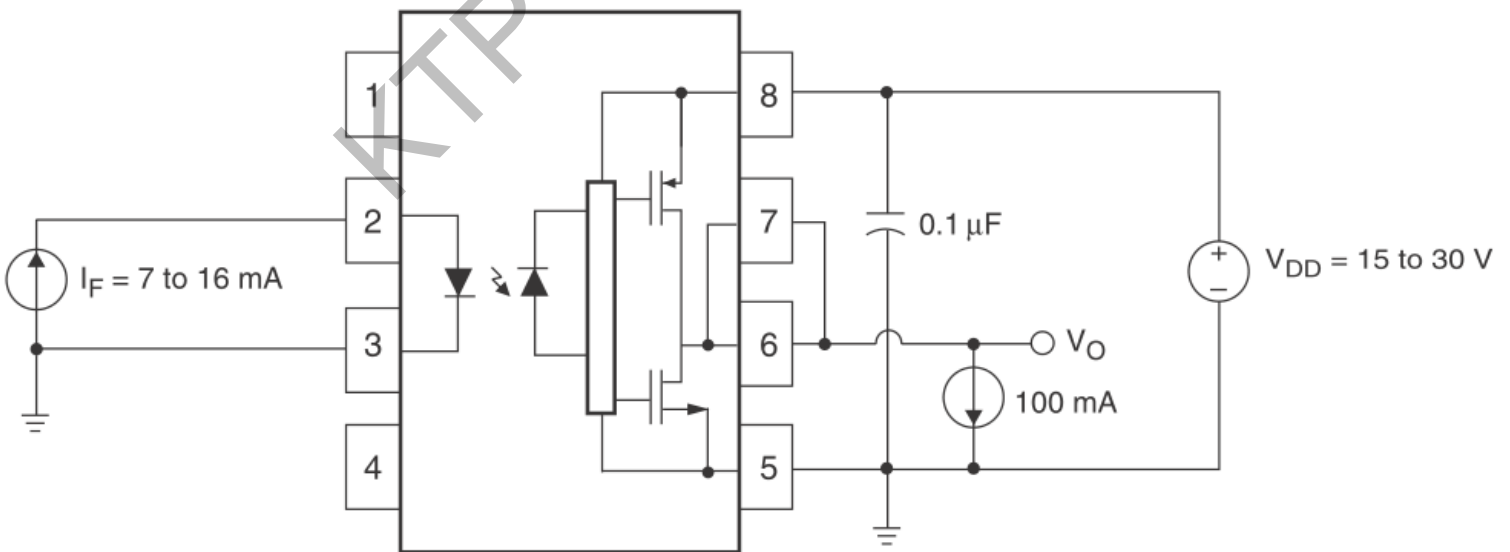 KTP
1
8
2
7
I_F = 7 to 16 mA
0.1 μF
V_DD = 15 to 30 V
+
−
3
6
V_O
100 mA
4
5